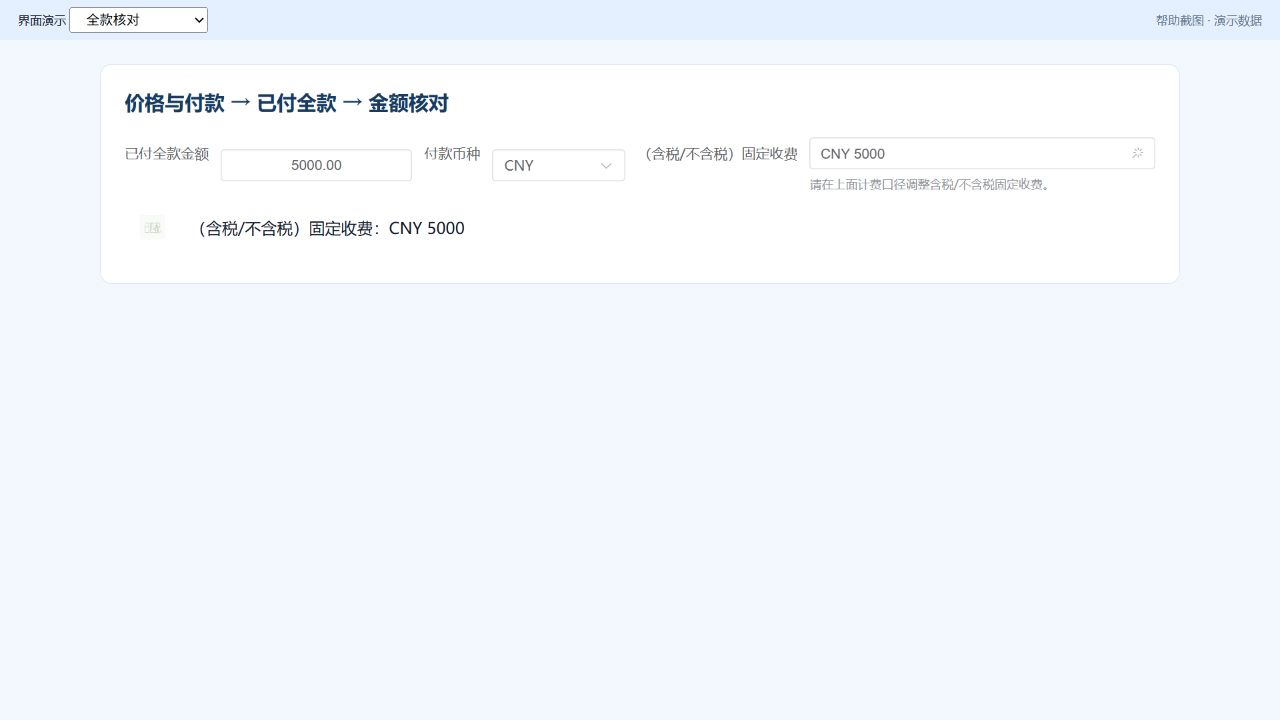 界面演示 全款核对
帮助截图 · 演示数据
价格与付款 → 已付全款 → 金额核对
已付全款金额 5000.00 付款币种 CNY （含税/不含税）固定收费 CNY 5000
请在上面计费口径调整含税/不含税固定收费。
（含税/不含税）固定收费：CNY 5000